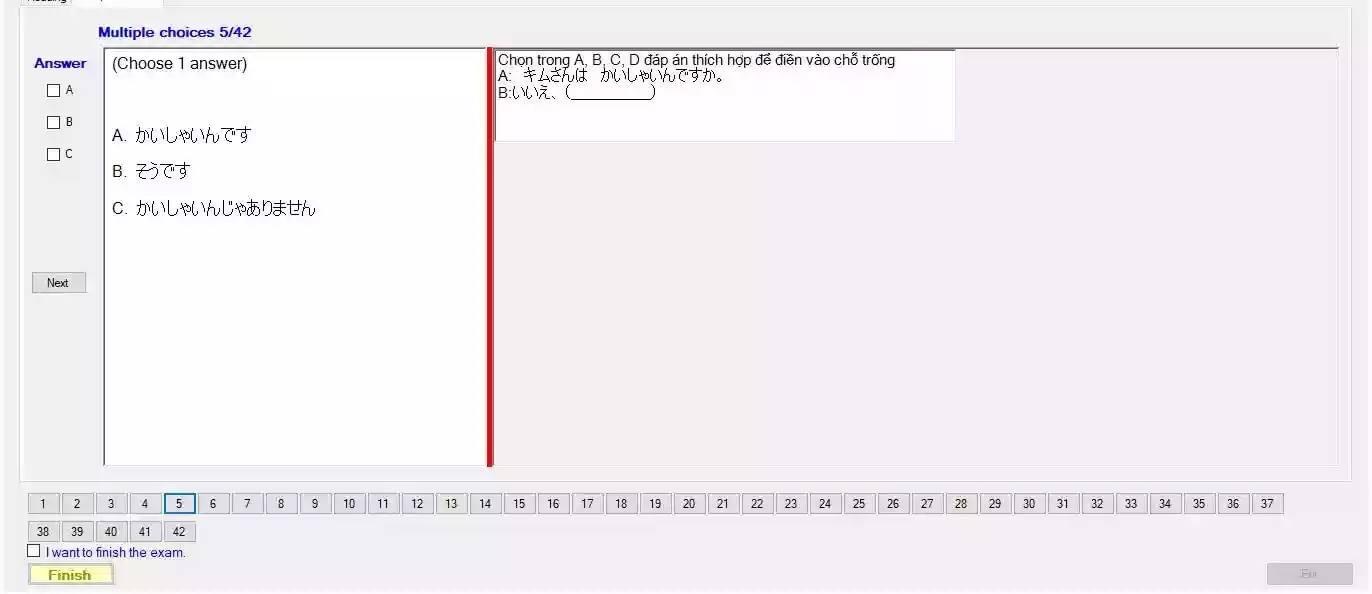 Multiple choices 5/42
Answer
A
B
C
Next
(Choose 1 answer)
A. かいしゃいんです
B. そうです
C. かいしゃいんじゃありません
Chọn trong A, B, C, D đáp án thích hợp để điền vào chỗ trống
A: キムさんは かいしゃいんですか。
B:いいえ、(__________)
1 2 3 4 5 6 7 8 9 10 11 12 13 14 15 16 17 18 19 20 21 22 23 24 25 26 27 28 29 30 31 32 33 34 35 36 37
38 39 40 41 42
I want to finish the exam.
Finish